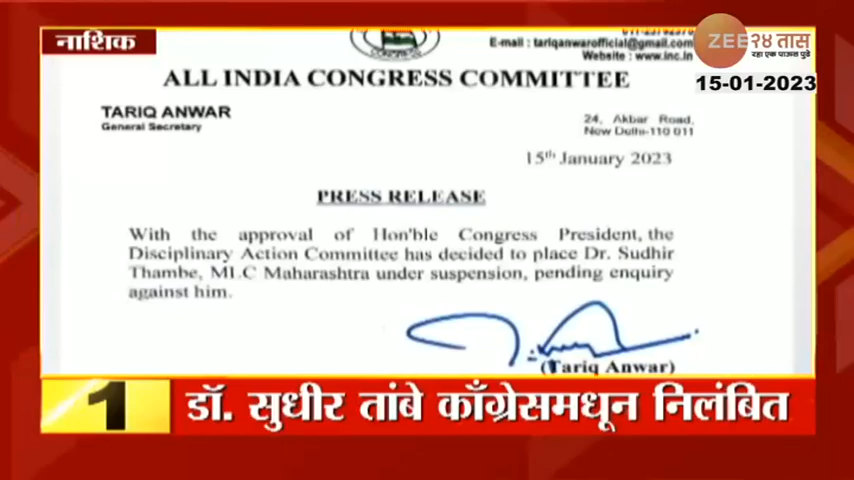 नाशिक
ZEE २४ तास
रहा एक पाऊल पुढे
15-01-2023
E-mail : tariqanwarofficial@gmail.com
Website : www.inc.in
ALL INDIA CONGRESS COMMITTEE
TARIQ ANWAR
General Secretary
24, Akbar Road,
New Delhi-110 011
15th January 2023
PRESS RELEASE
With the approval of Hon'ble Congress President, the
Disciplinary Action Committee has decided to place Dr. Sudhir
Thambe, MLC Maharashtra under suspension, pending enquiry
against him.
(Tariq Anwar)
1 डॉ. सुधीर तांबे काँग्रेसमधून निलंबित